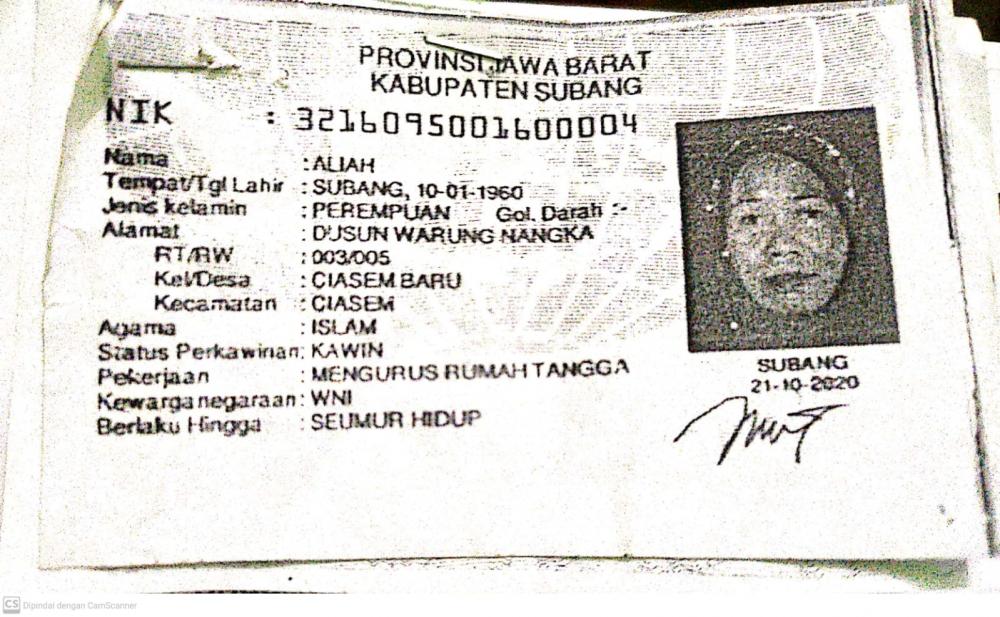 PROVINSI JAWA BARAT
KABUPATEN SUBANG
NIK : 3216095001600004
Nama : ALIAH
Tempat/Tgl Lahir : SUBANG, 10-01-1960
Jenis kelamin : PEREMPUAN Gol. Darah :-
Alamat : DUSUN WARUNG NANGKA
RT/RW : 003/005
Kel/Desa : CIASEM BARU
Kecamatan : CIASEM
Agama : ISLAM
Status Perkawinan: KAWIN
Pekerjaan : MENGURUS RUMAH TANGGA
Kewarganegaraan: WNI
Berlaku Hingga : SEUMUR HIDUP
SUBANG
21-10-2020
CS Dipindai dengan CamScanner